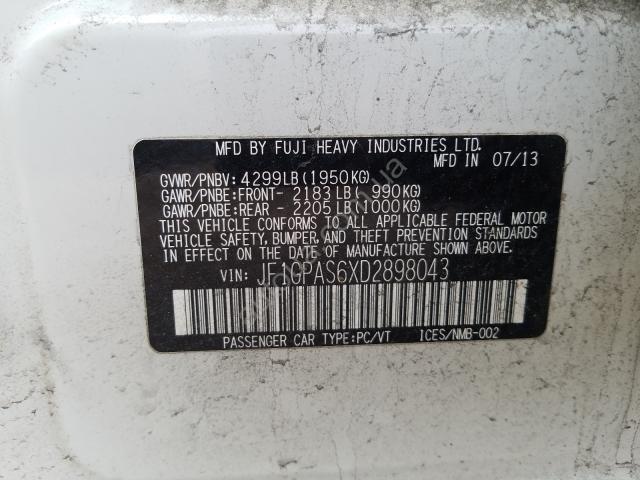 MFD BY FUJI HEAVY INDUSTRIES LTD.
MFD IN 07/13
GVWR/PNBV: 4299LB(1950KG)
GAWR/PNBE:FRONT- 2183LB( 990KG)
GAWR/PNBE:REAR - 2205LB(1000KG)
THIS VEHICLE CONFORMS TO ALL APPLICABLE FEDERAL MOTOR
VEHICLE SAFETY, BUMPER, AND THEFT PREVENTION STANDARDS
IN EFFECT ON THE DATE OF MANUFACTURE SHOWN ABOVE.
VIN: JF1GPAS6XD2898043
PASSENGER CAR TYPE:PC/VT ICES/NMB-002